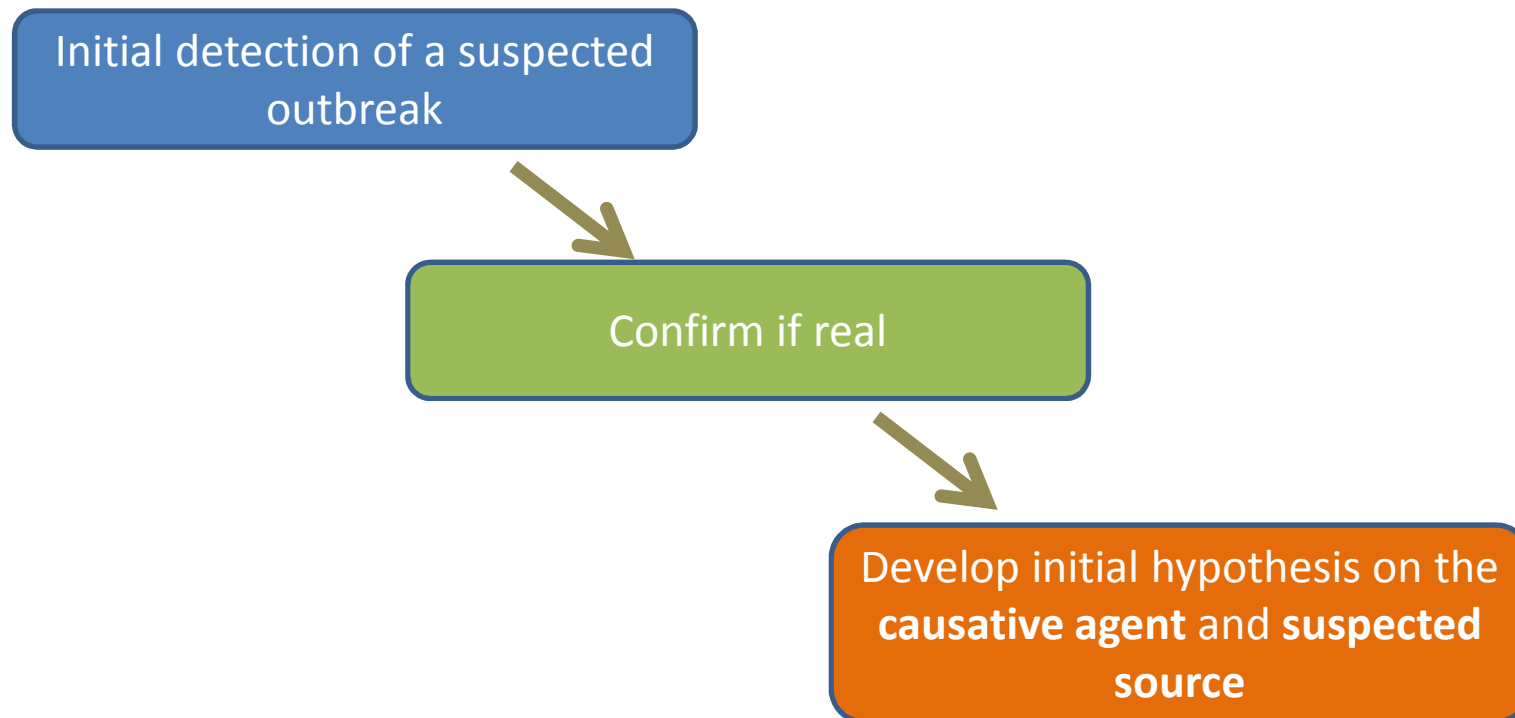 Initial detection of a suspected
outbreak
Confirm if real
Develop initial hypothesis on the
causative agent and suspected
source